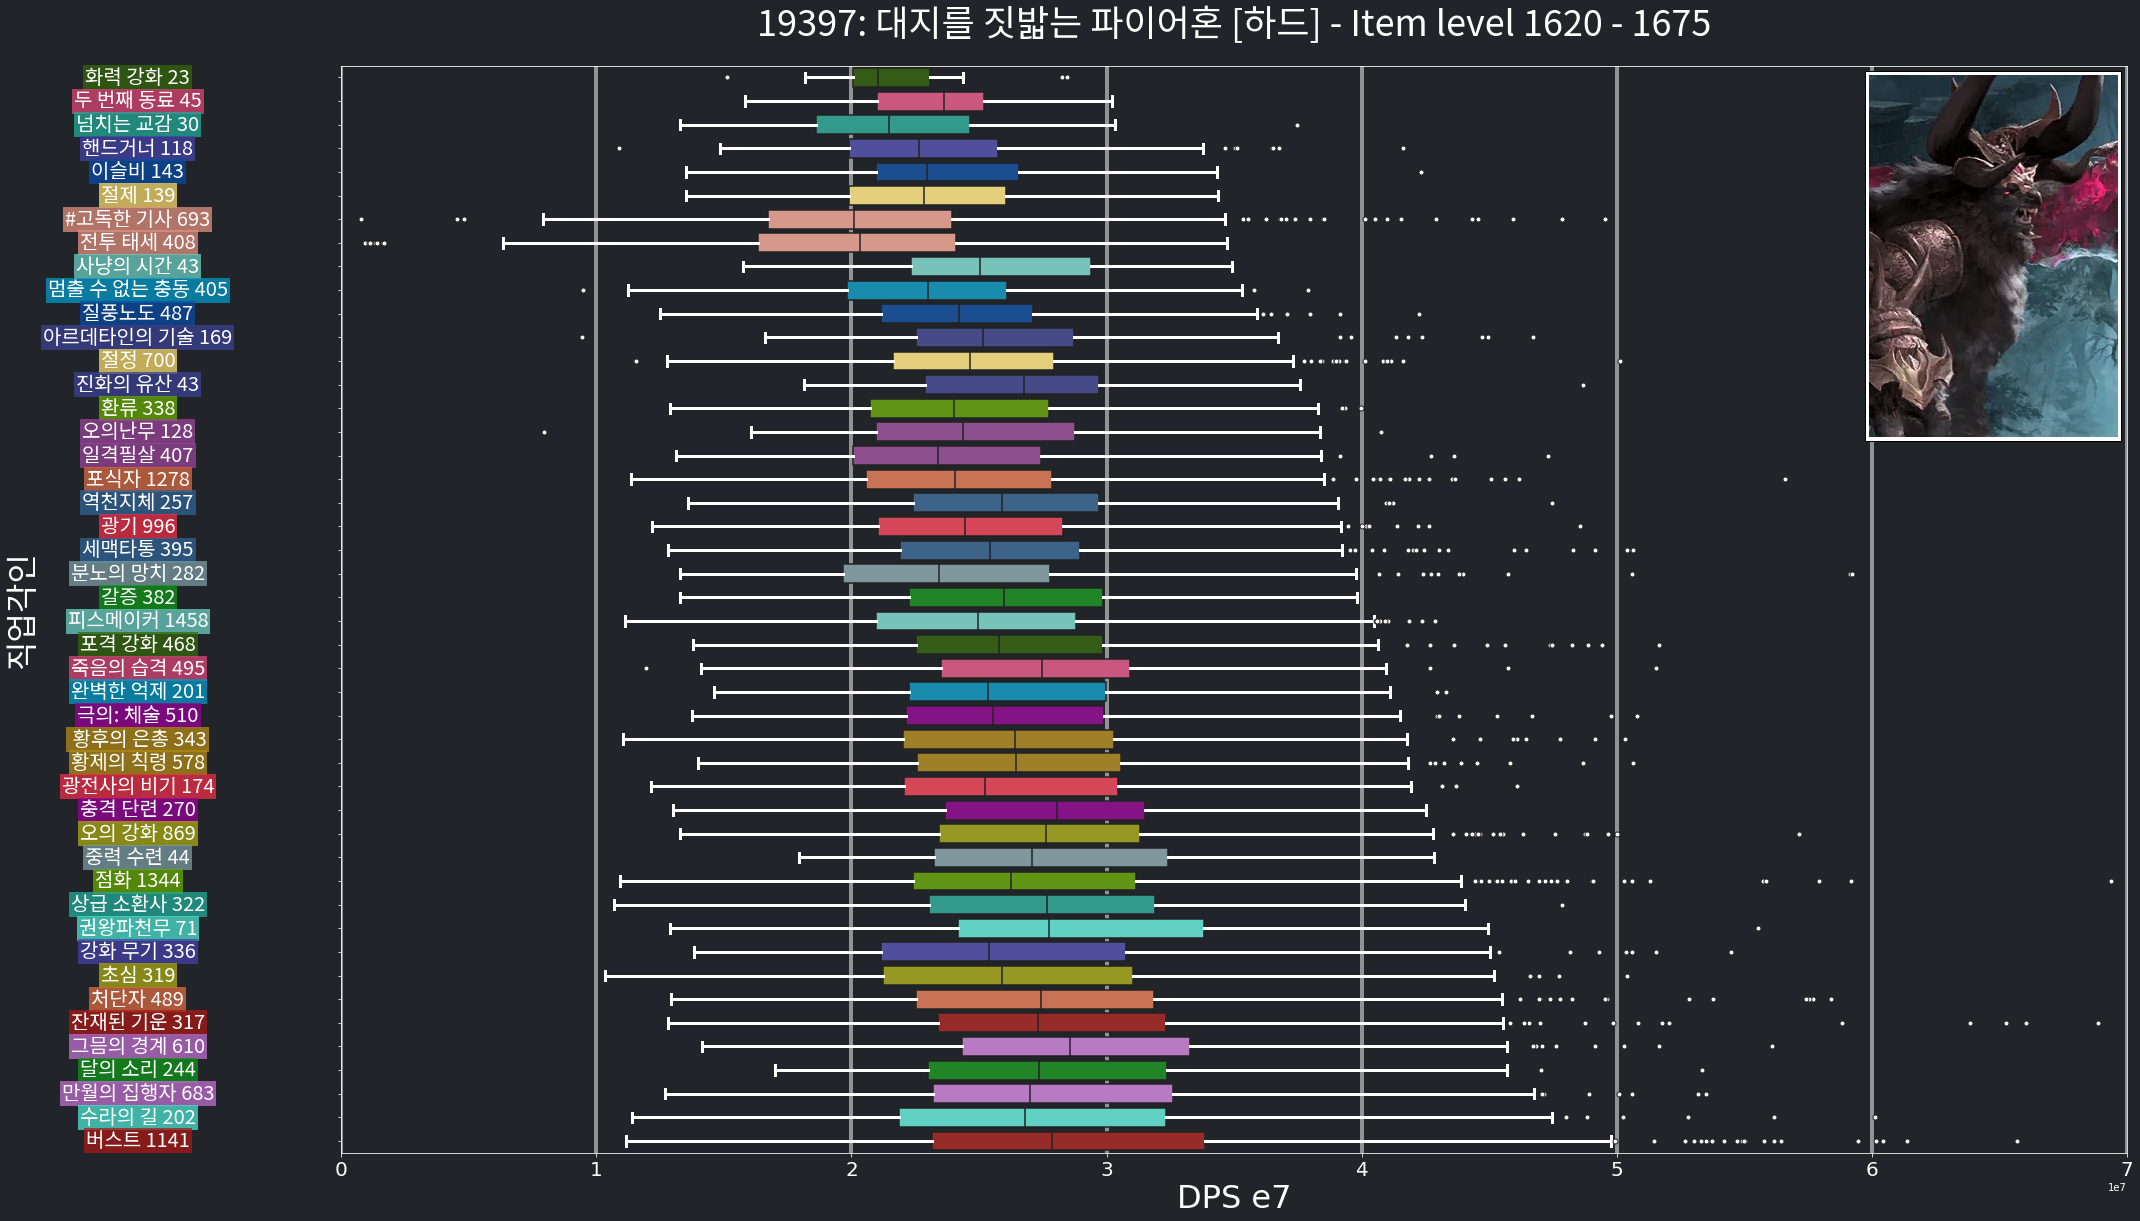 19397: 대지를 짓밟는 파이어혼 [하드] - Item level 1620 - 1675
직업각인
화력 강화 23
두 번째 동료 45
넘치는 교감 30
핸드거너 118
이슬비 143
절제 139
#고독한 기사 693
전투 태세 408
사냥의 시간 43
멈출 수 없는 충동 405
질풍노도 487
아르데타인의 기술 169
절정 700
진화의 유산 43
환류 338
오의난무 128
일격필살 407
포식자 1278
역천지체 257
광기 996
세맥타통 395
분노의 망치 282
갈증 382
피스메이커 1458
포격 강화 468
죽음의 습격 495
완벽한 억제 201
극의: 체술 510
황후의 은총 343
황제의 칙령 578
광전사의 비기 174
충격 단련 270
오의 강화 869
중력 수련 44
점화 1344
상급 소환사 322
권왕파천무 71
강화 무기 336
초심 319
처단자 489
잔재된 기운 317
그믐의 경계 610
달의 소리 244
만월의 집행자 683
수라의 길 202
버스트 1141
0 1 2 3 4 5 6 7
1e7
DPS e7